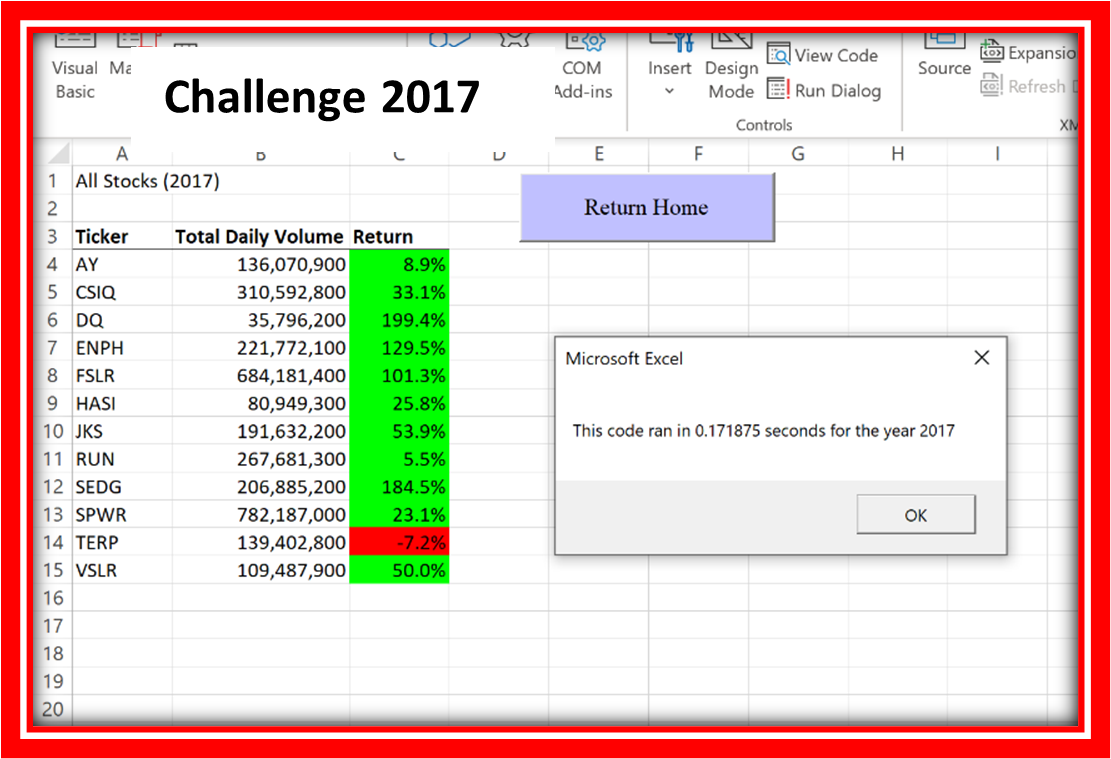 Visual Basic
COM Add-ins
Insert
Design Mode
View Code
Run Dialog
Controls
Source
Challenge 2017
A B C D E F G H I
1 All Stocks (2017)
Return Home
2
3 Ticker Total Daily Volume Return
4 AY 136,070,900 8.9%
5 CSIQ 310,592,800 33.1%
6 DQ 35,796,200 199.4%
7 ENPH 221,772,100 129.5%
8 FSLR 684,181,400 101.3%
9 HASI 80,949,300 25.8%
10 JKS 191,632,200 53.9%
11 RUN 267,681,300 5.5%
12 SEDG 206,885,200 184.5%
13 SPWR 782,187,000 23.1%
14 TERP 139,402,800 -7.2%
15 VSLR 109,487,900 50.0%
16
17
18
19
20
Microsoft Excel
This code ran in 0.171875 seconds for the year 2017
OK